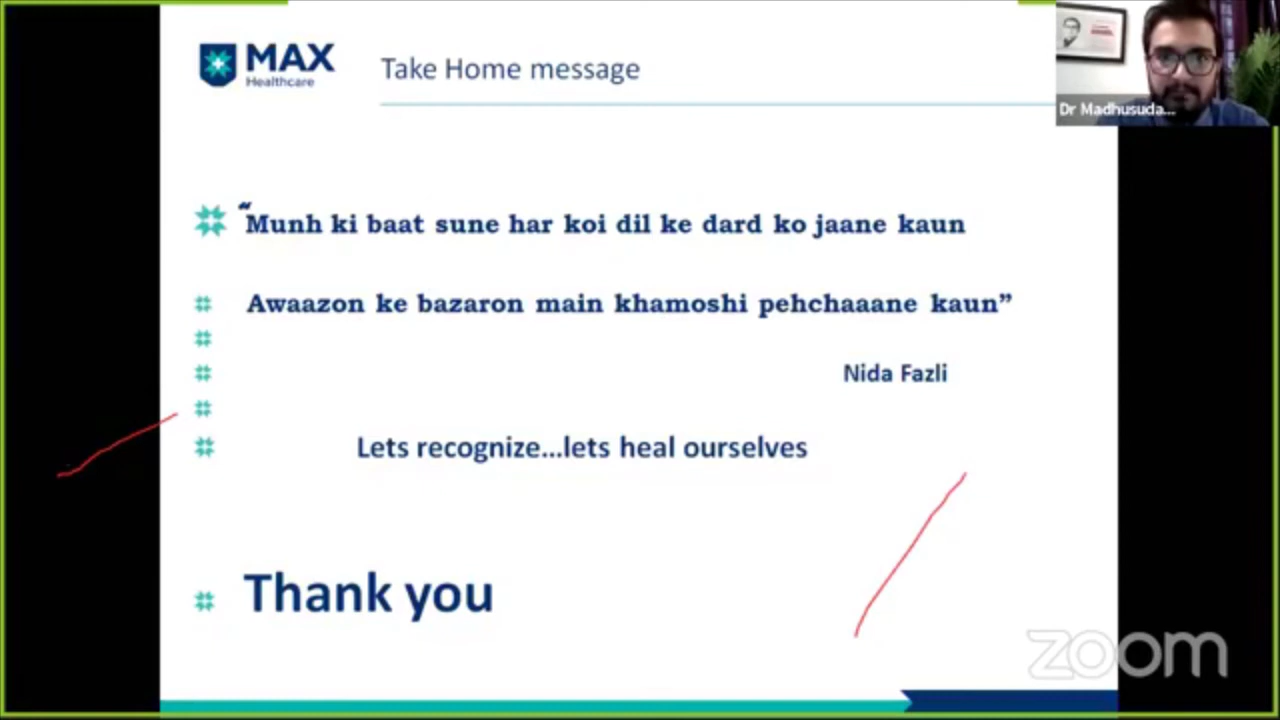 MAX
Healthcare
Take Home message
Dr Madhusuda...
"Munh ki baat sune har koi dil ke dard ko jaane kaun
Awaazon ke bazaron main khamoshi pehchaaane kaun”
Nida Fazli
Lets recognize...lets heal ourselves
Thank you
zoom